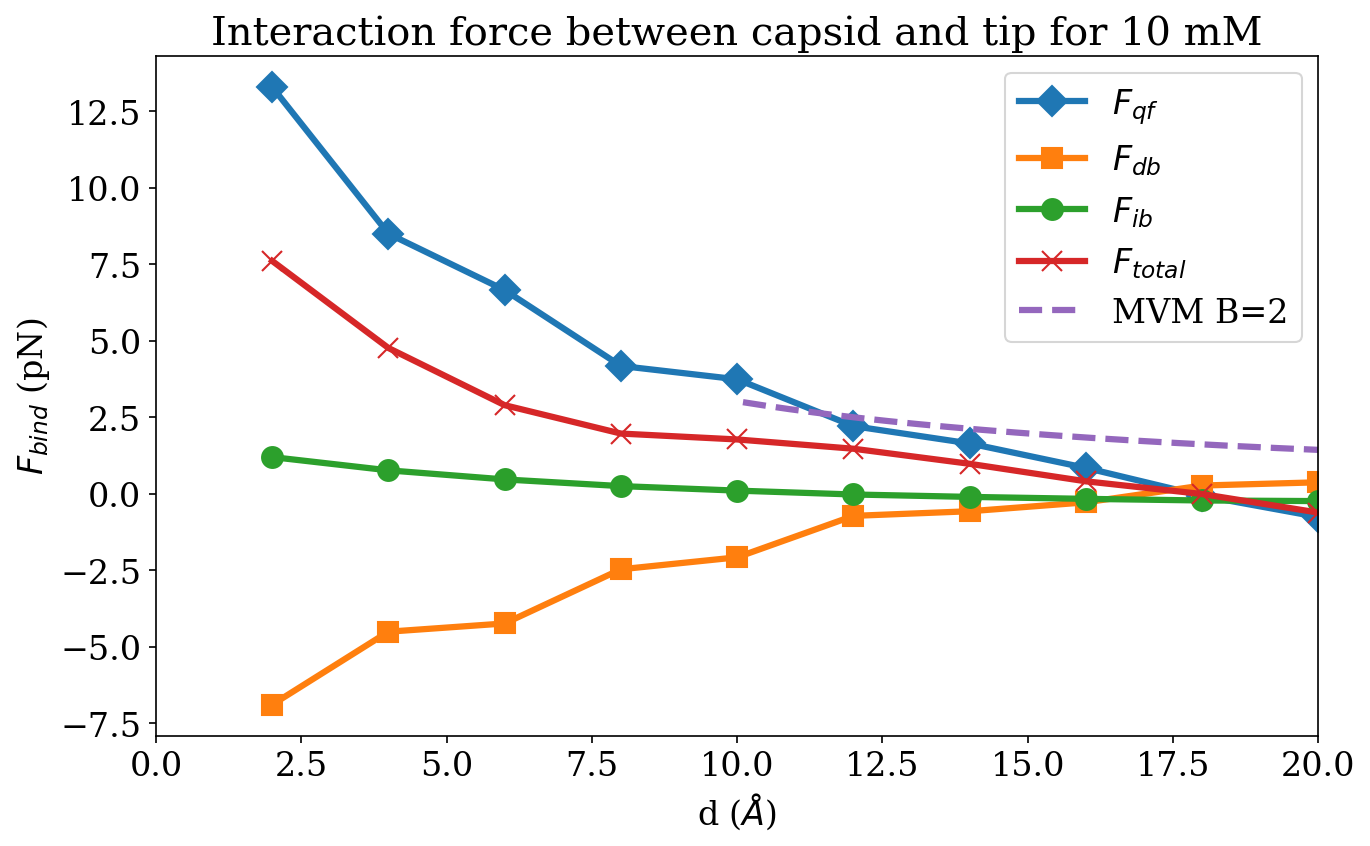 Interaction force between capsid and tip for 10 mM
F_bind (pN)
12.5
10.0
7.5
5.0
2.5
0.0
−2.5
−5.0
−7.5
F_qf
F_db
F_ib
F_total
MVM B=2
0.0 2.5 5.0 7.5 10.0 12.5 15.0 17.5 20.0
d (Å)